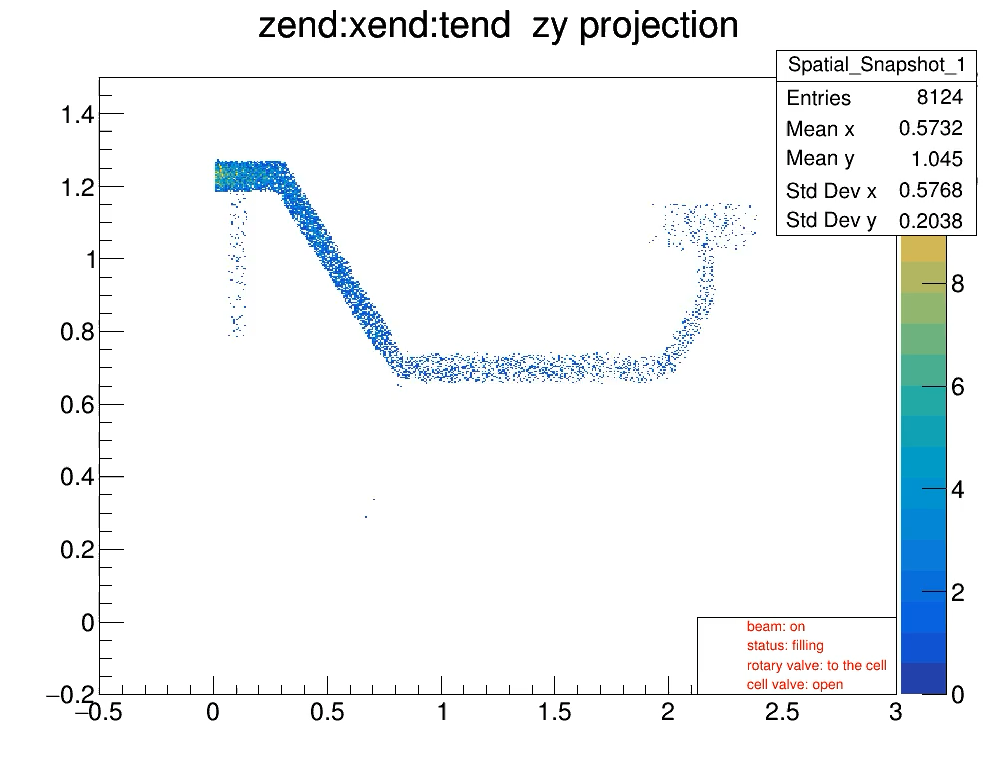 zend:xend:tend  zy projection
Spatial_Snapshot_1
Entries 8124
Mean x 0.5732
Mean y 1.045
Std Dev x 0.5768
Std Dev y 0.2038
1.4
1.2
1
0.8
0.6
0.4
0.2
0
−0.2
−0.5 0 0.5 1 1.5 2 2.5 3
8
6
4
2
0
beam: on
status: filling
rotary valve: to the cell
cell valve: open